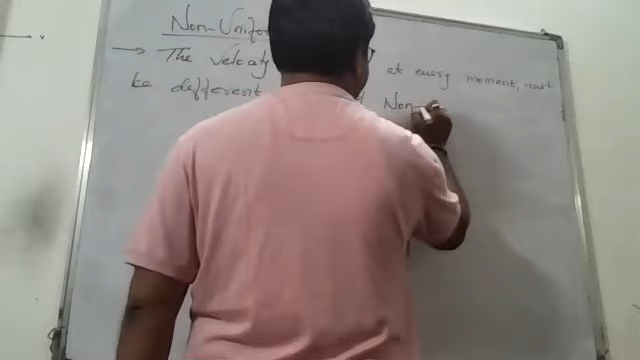 Non-Unifo
→ The velocity at every moment, must
be different Non-